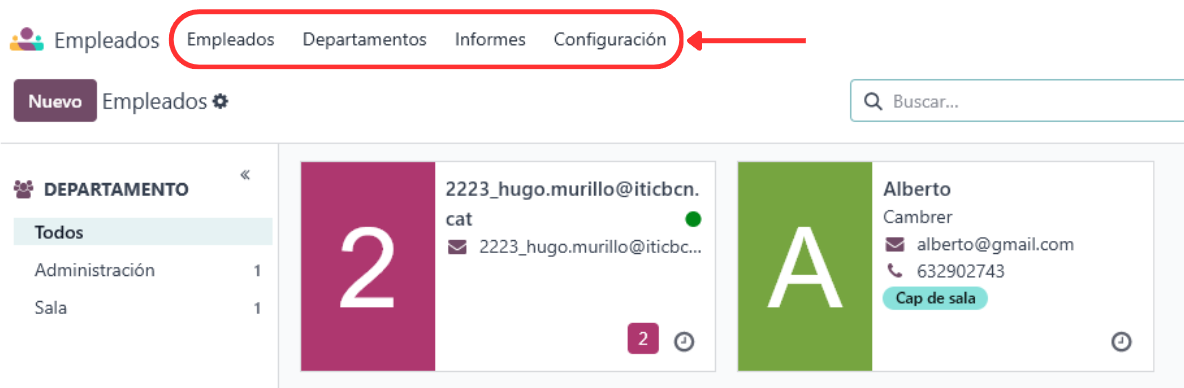 Empleados Empleados Departamentos Informes Configuración
Nuevo Empleados Buscar...
DEPARTAMENTO
Todos
Administración 1
Sala 1
2
2223_hugo.murillo@iticbcn.
cat
2223_hugo.murillo@iticbc...
2
A
Alberto
Cambrer
alberto@gmail.com
632902743
Cap de sala